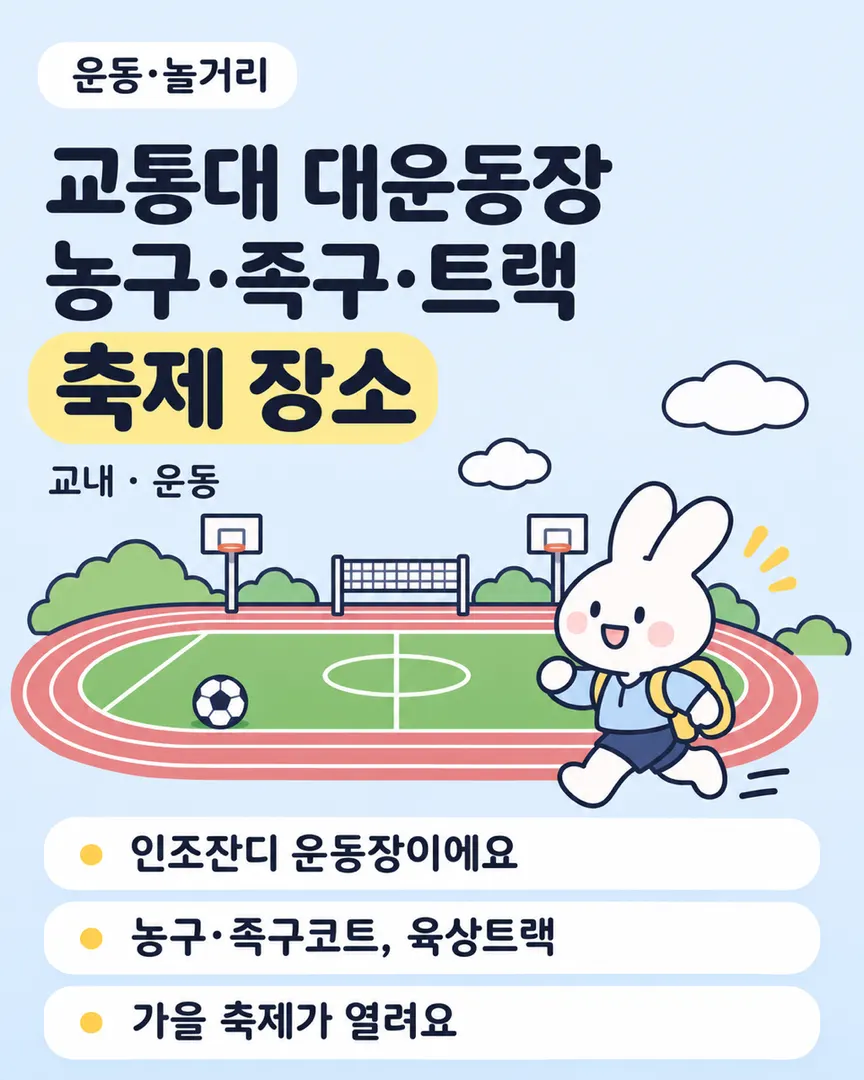 운동·놀거리
교통대 대운동장
농구·족구·트랙
축제 장소
교내 · 운동
인조잔디 운동장이에요
농구·족구코트, 육상트랙
가을 축제가 열려요